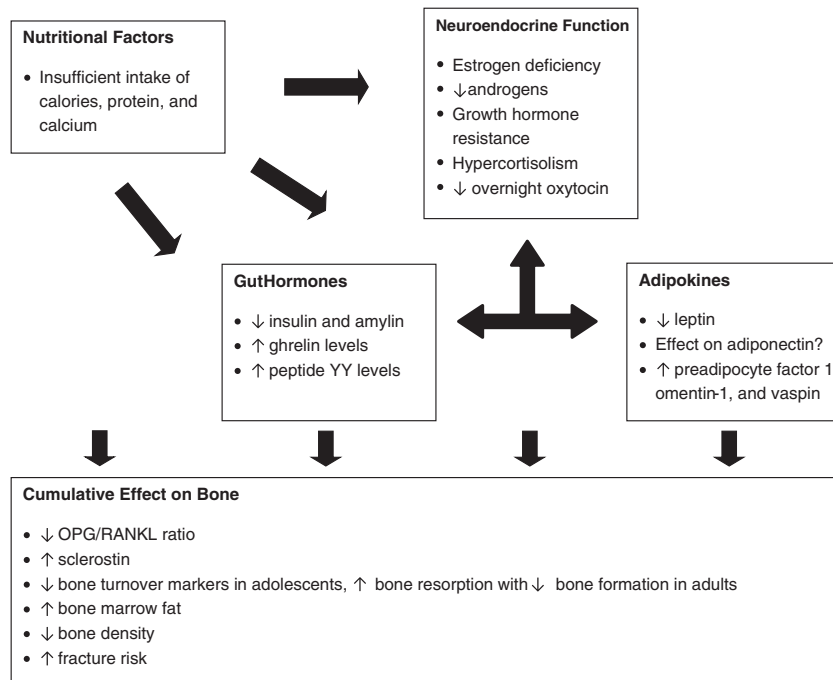 Nutritional Factors
• Insufficient intake of
calories, protein, and
calcium
Neuroendocrine Function
• Estrogen deficiency
• ↓androgens
• Growth hormone
resistance
• Hypercortisolism
• ↓ overnight oxytocin
GutHormones
• ↓ insulin and amylin
• ↑ ghrelin levels
• ↑ peptide YY levels
Adipokines
• ↓ leptin
• Effect on adiponectin?
• ↑ preadipocyte factor 1
omentin-1, and vaspin
Cumulative Effect on Bone
• ↓ OPG/RANKL ratio
• ↑ sclerostin
• ↓ bone turnover markers in adolescents, ↑ bone resorption with ↓ bone formation in adults
• ↑ bone marrow fat
• ↓ bone density
• ↑ fracture risk